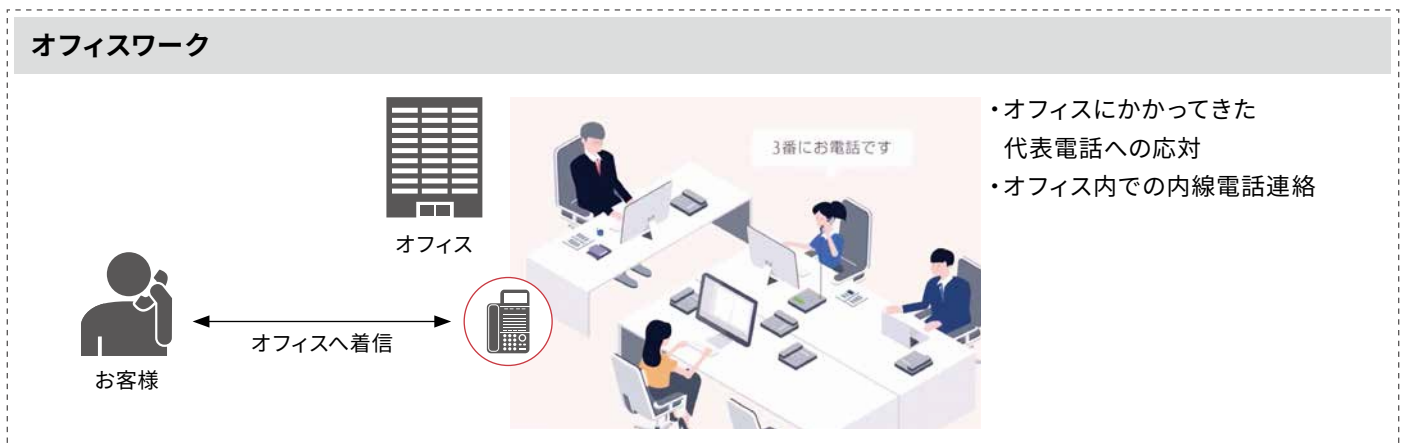 オフィスワーク
オフィス
3番にお電話です
・オフィスにかかってきた
代表電話への応対
・オフィス内での内線電話連絡
オフィスへ着信
お客様